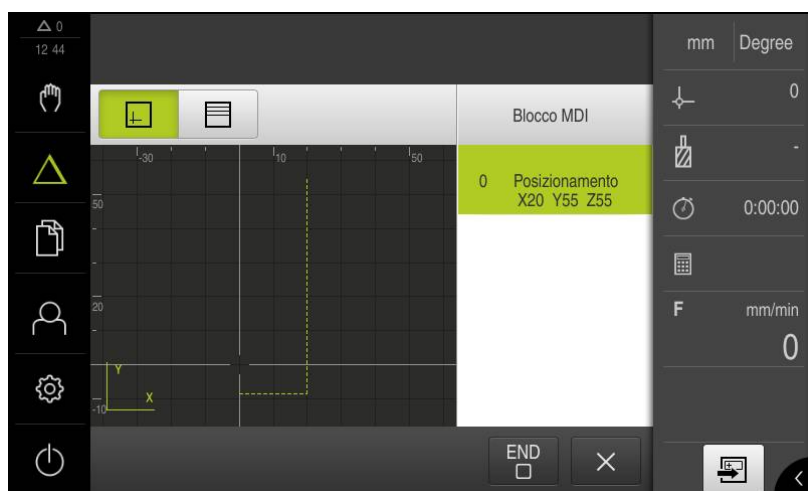 0
12 44
mm
Degree
0
-
0:00:00
F
mm/min
0
Blocco MDI
0 Posizionamento
X20 Y55 Z55
-30
10
50
50
20
-10
Y
X
END